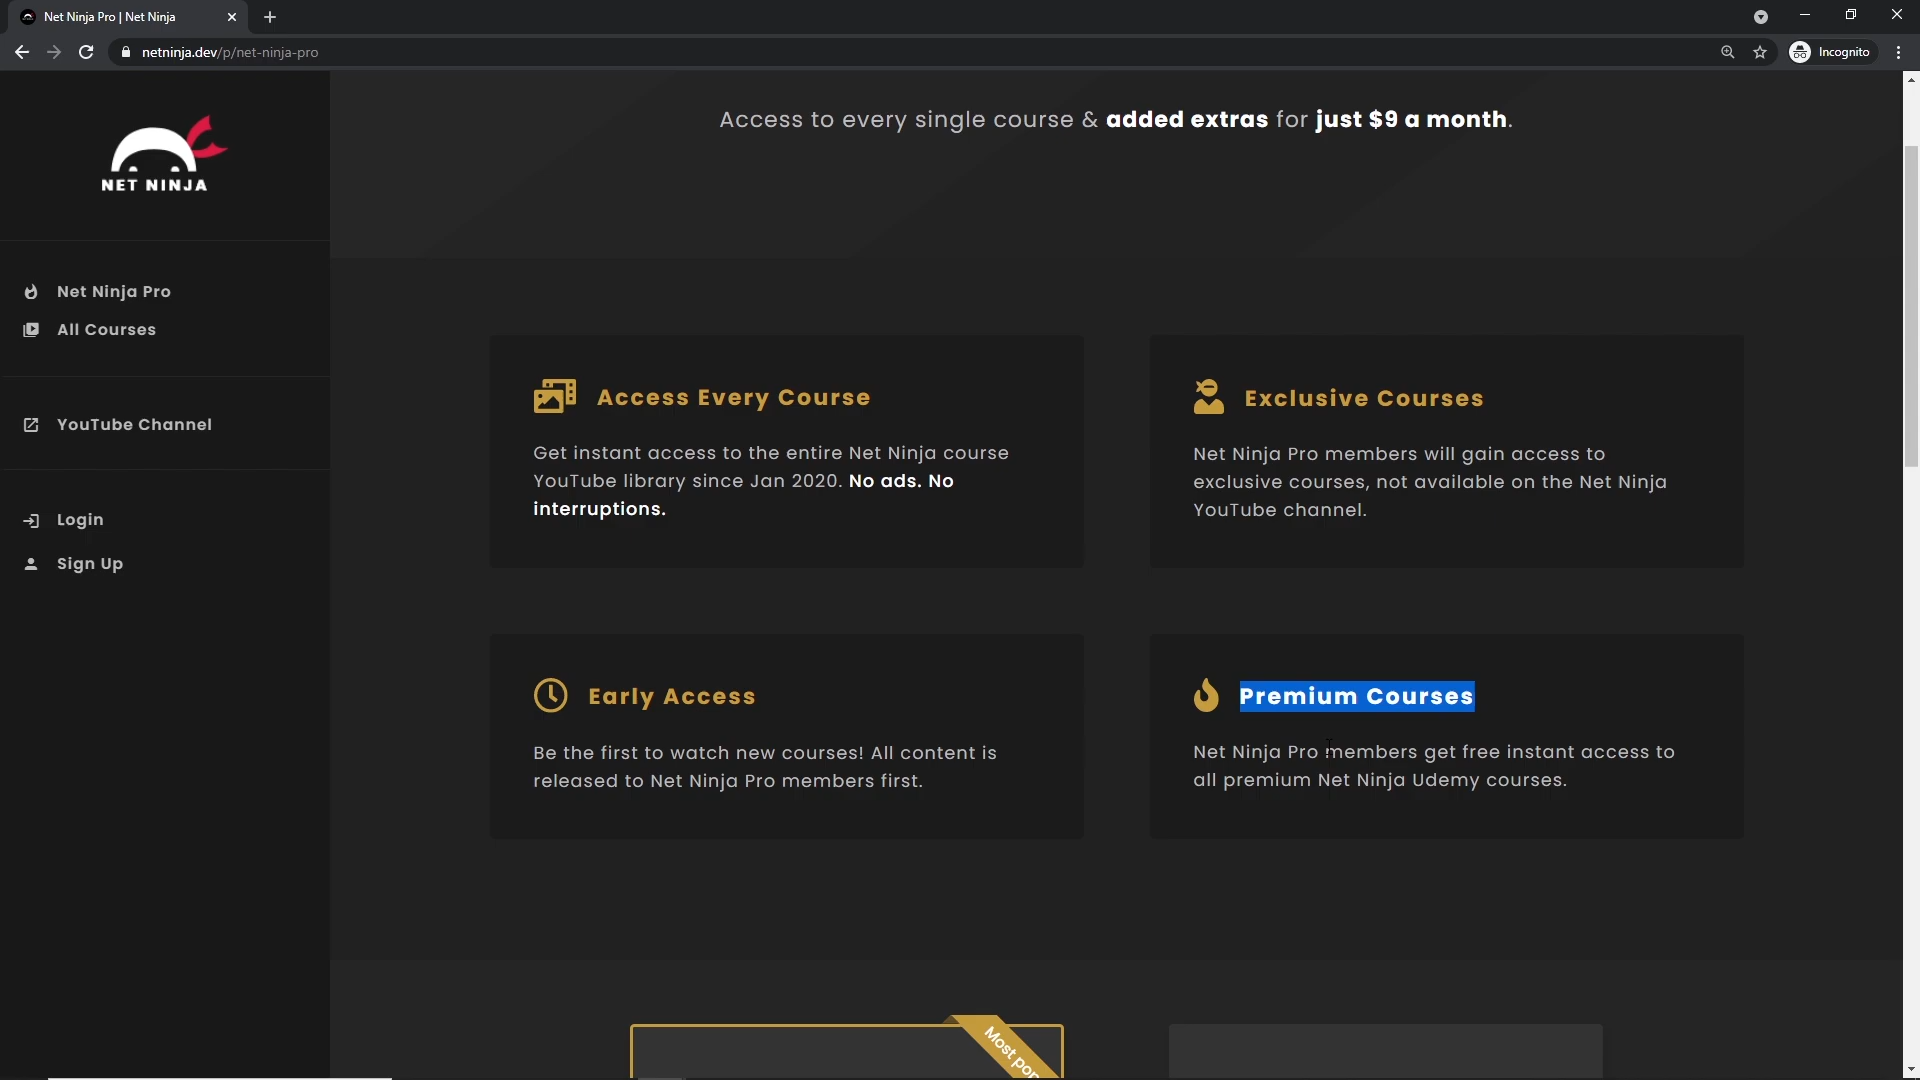 Net Ninja Pro | Net Ninja
netninja.dev/p/net-ninja-pro
Incognito
NET NINJA
Net Ninja Pro
All Courses
YouTube Channel
Login
Sign Up
Access to every single course & added extras for just $9 a month.
Access Every Course
Get instant access to the entire Net Ninja course
YouTube library since Jan 2020. No ads. No
interruptions.
Exclusive Courses
Net Ninja Pro members will gain access to
exclusive courses, not available on the Net Ninja
YouTube channel.
Early Access
Be the first to watch new courses! All content is
released to Net Ninja Pro members first.
Premium Courses
Net Ninja Pro members get free instant access to
all premium Net Ninja Udemy courses.
Most